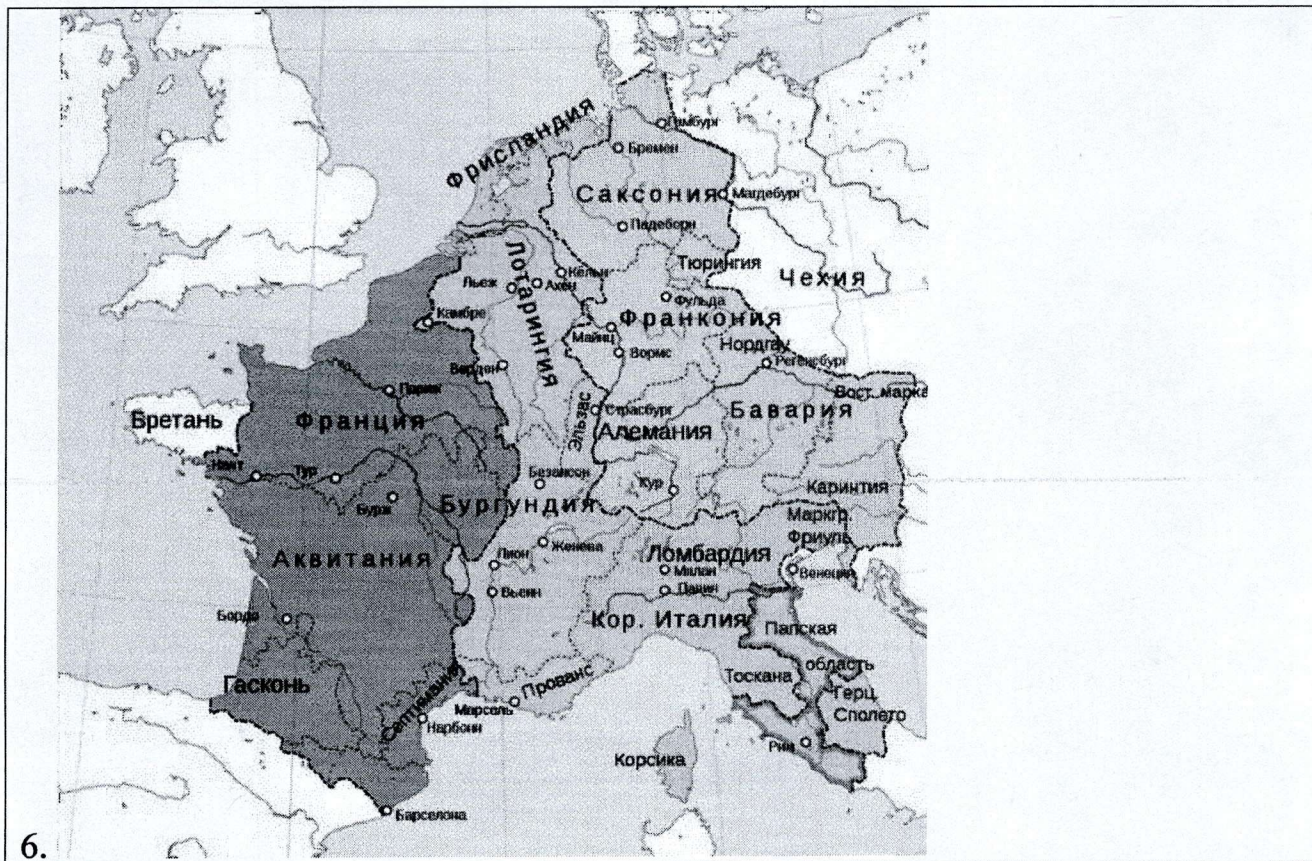 Гамбург
Фрисландия
Бремен
Саксония
Магдебург
Падеборн
Тюрингия
Чехия
Лотарингия
Кёльн
Льеж
Ахен
Фульда
Камбре
Франкония
Майнц
Нордгау
Вормс
Верден
Регенсбург
Париж
Вост. марка
Эльзас
Страсбург
Бавария
Бретань
Франция
Алемания
Нант
Тур
Безансон
Кур
Каринтия
Бурж
Бургундия
Маркгр.
Фриуль
Аквитания
Лион
Женева
Ломбардия
Милан
Венеция
Вьенн
Павия
Бордо
Кор. Италия
Папская
область
Гасконь
Септимания
Прованс
Тоскана
Герц.
Сполето
Марсель
Нарбонн
Рим
Корсика
Барселона
6.